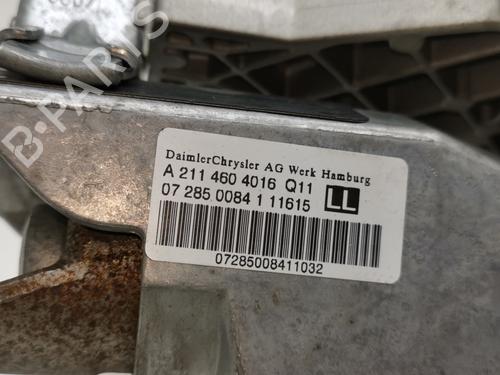 B-PARTS
DaimlerChrysler AG Werk Hamburg
A 211 460 4016 Q11
07 285 0084 1 11615 LL
07285008411032